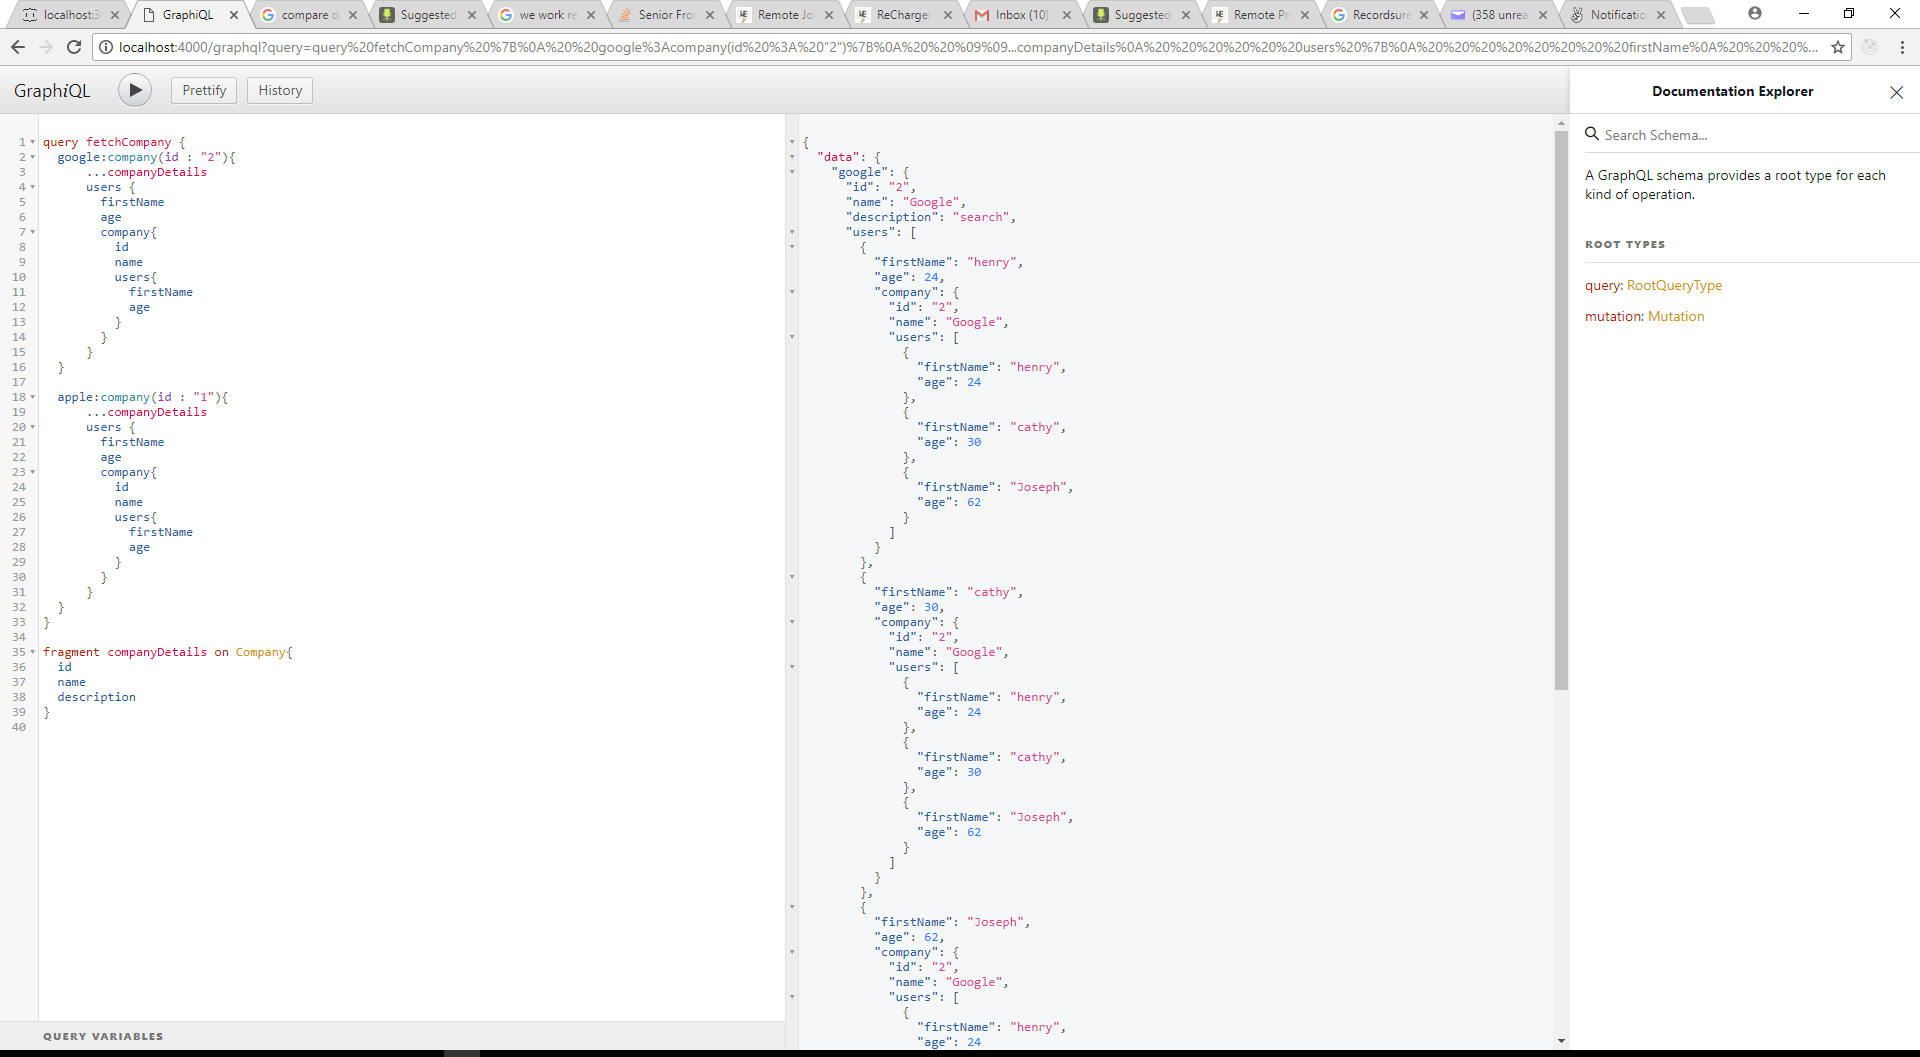 localhost:3
GraphiQL
compare d
Suggested
we work re
Senior Fro
Remote Jo
ReCharge
Inbox (10)
Suggested
Remote Pr
Recordsure
(358 unrea
Notificatio
localhost:4000/graphql?query=query%20fetchCompany%20%7B%0A%20%20google%3Acompany(id%20%3A%20"2")%7B%0A%20%20%09%09...companyDetails%0A%20%20%20%20%20%20users%20%7B%0A%20%20%20%20%20%20%20%20firstName%0A%20%20%20%...
GraphiQL
Prettify
History
1 query fetchCompany {
2 google:company(id : "2"){
3 ...companyDetails
4 users {
5 firstName
6 age
7 company{
8 id
9 name
10 users{
11 firstName
12 age
13 }
14 }
15 }
16 }
17
18 apple:company(id : "1"){
19 ...companyDetails
20 users {
21 firstName
22 age
23 company{
24 id
25 name
26 users{
27 firstName
28 age
29 }
30 }
31 }
32 }
33 }
34
35 fragment companyDetails on Company{
36 id
37 name
38 description
39 }
40
QUERY VARIABLES
{
"data": {
"google": {
"id": "2",
"name": "Google",
"description": "search",
"users": [
{
"firstName": "henry",
"age": 24,
"company": {
"id": "2",
"name": "Google",
"users": [
{
"firstName": "henry",
"age": 24
},
{
"firstName": "cathy",
"age": 30
},
{
"firstName": "Joseph",
"age": 62
}
]
}
},
{
"firstName": "cathy",
"age": 30,
"company": {
"id": "2",
"name": "Google",
"users": [
{
"firstName": "henry",
"age": 24
},
{
"firstName": "cathy",
"age": 30
},
{
"firstName": "Joseph",
"age": 62
}
]
}
},
{
"firstName": "Joseph",
"age": 62,
"company": {
"id": "2",
"name": "Google",
"users": [
{
"firstName": "henry",
"age": 24
Documentation Explorer
Search Schema...
A GraphQL schema provides a root type for each
kind of operation.
ROOT TYPES
query: RootQueryType
mutation: Mutation